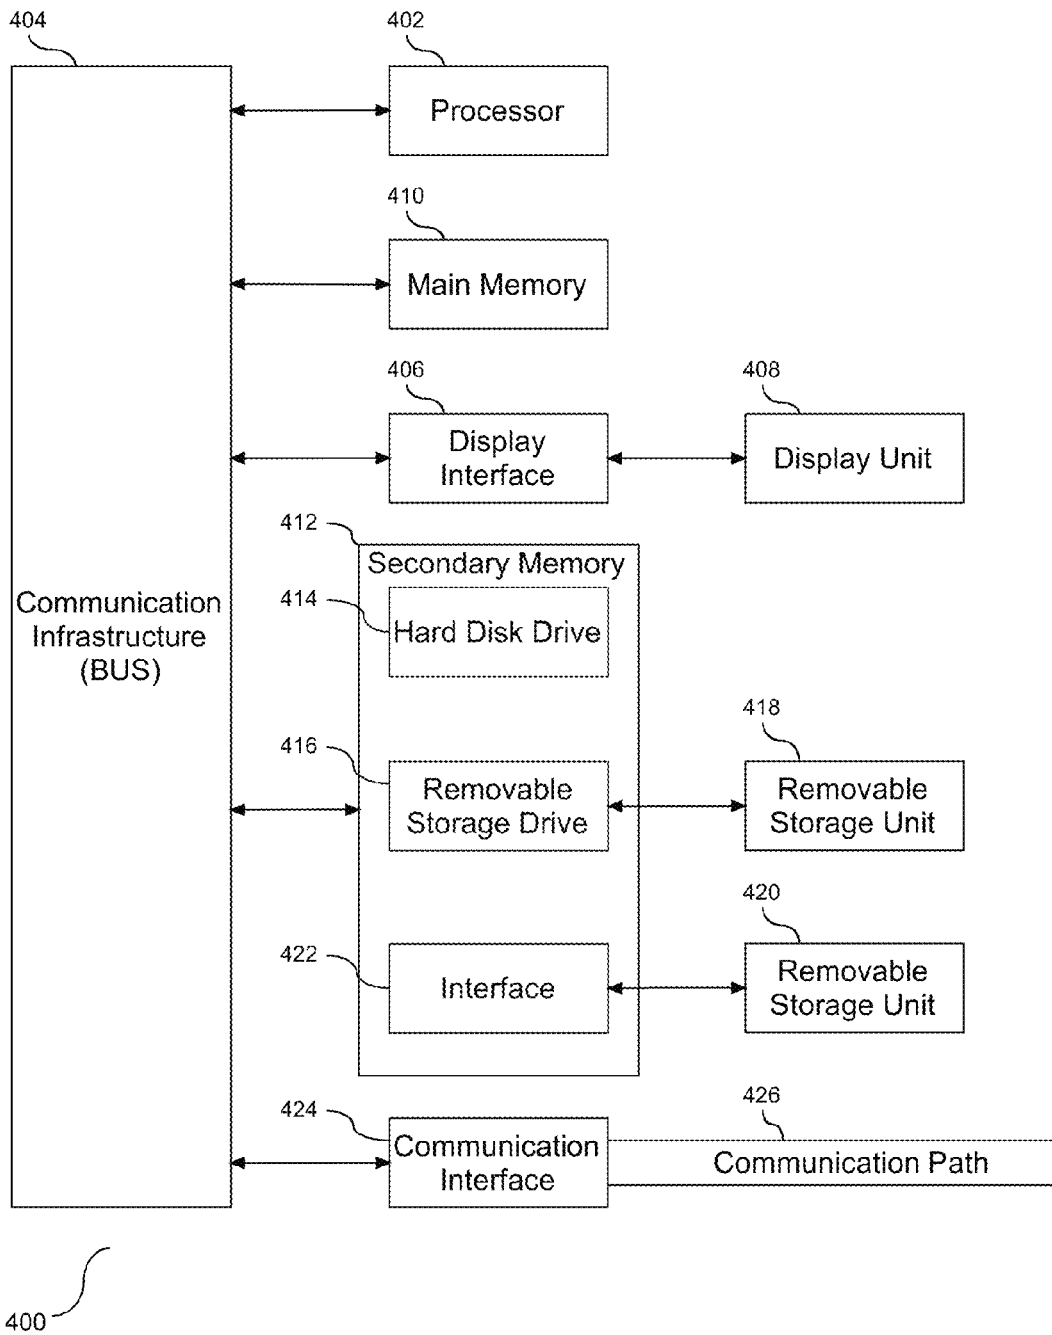 404
402
Processor
410
Main Memory
406
408
Display
Interface
Display Unit
412
Secondary Memory
414
Hard Disk Drive
Communication
Infrastructure
(BUS)
416
418
Removable
Storage Drive
Removable
Storage Unit
420
422
Interface
Removable
Storage Unit
424
426
Communication
Interface
Communication Path
400